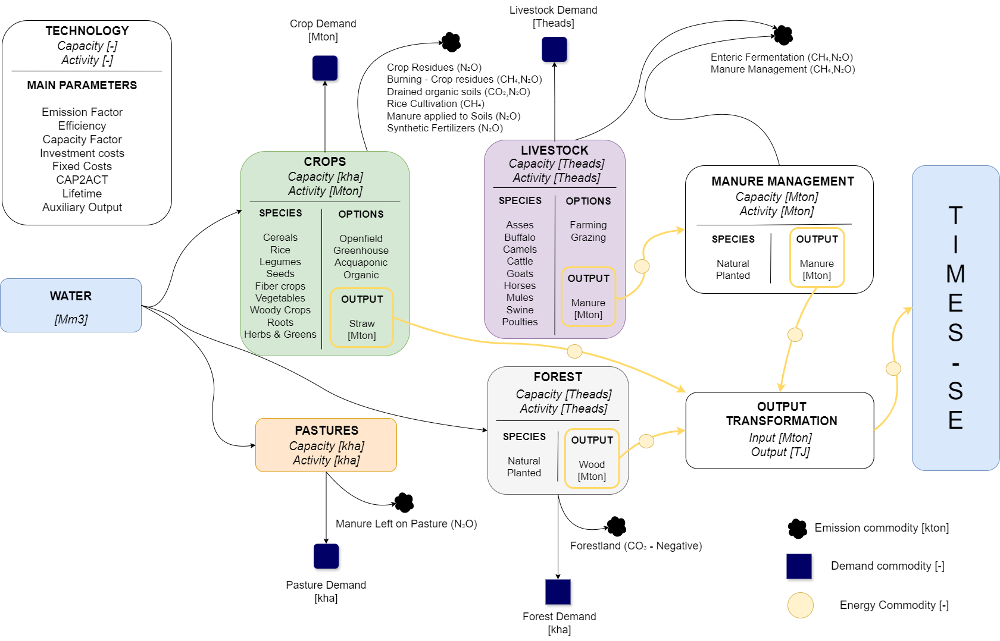 TECHNOLOGY
Capacity [-]
Activity [-]
MAIN PARAMETERS
Emission Factor
Efficiency
Capacity Factor
Investment costs
Fixed Costs
CAP2ACT
Lifetime
Auxiliary Output
Crop Demand
[Mton]
Crop Residues (N₂O)
Burning - Crop residues (CH₄,N₂O)
Drained organic soils (CO₂,N₂O)
Rice Cultivation (CH₄)
Manure applied to Soils (N₂O)
Synthetic Fertilizers (N₂O)
Livestock Demand
[Theads]
Enteric Fermentation (CH₄,N₂O)
Manure Management (CH₄,N₂O)
WATER
[Mm3]
CROPS
Capacity [kha]
Activity [Mton]
SPECIES
Cereals
Rice
Legumes
Seeds
Fiber crops
Vegetables
Woody Crops
Roots
Herbs & Greens
OPTIONS
Openfield
Greenhouse
Acquaponic
Organic
OUTPUT
Straw
[Mton]
LIVESTOCK
Capacity [Theads]
Activity [Theads]
SPECIES
Asses
Buffalo
Camels
Cattle
Goats
Horses
Mules
Swine
Poulties
OPTIONS
Farming
Grazing
OUTPUT
Manure
[Mton]
MANURE MANAGEMENT
Capacity [Mton]
Activity [Mton]
SPECIES
Natural
Planted
OUTPUT
Manure
[Mton]
T
I
M
E
S
-
S
E
PASTURES
Capacity [kha]
Activity [kha]
Manure Left on Pasture (N₂O)
Pasture Demand
[kha]
FOREST
Capacity [Theads]
Activity [Theads]
SPECIES
Natural
Planted
OUTPUT
Wood
[Mton]
Forestland (CO₂ - Negative)
Forest Demand
[kha]
OUTPUT
TRANSFORMATION
Input [Mton]
Output [TJ]
Emission commodity [kton]
Demand commodity [-]
Energy Commodity [-]